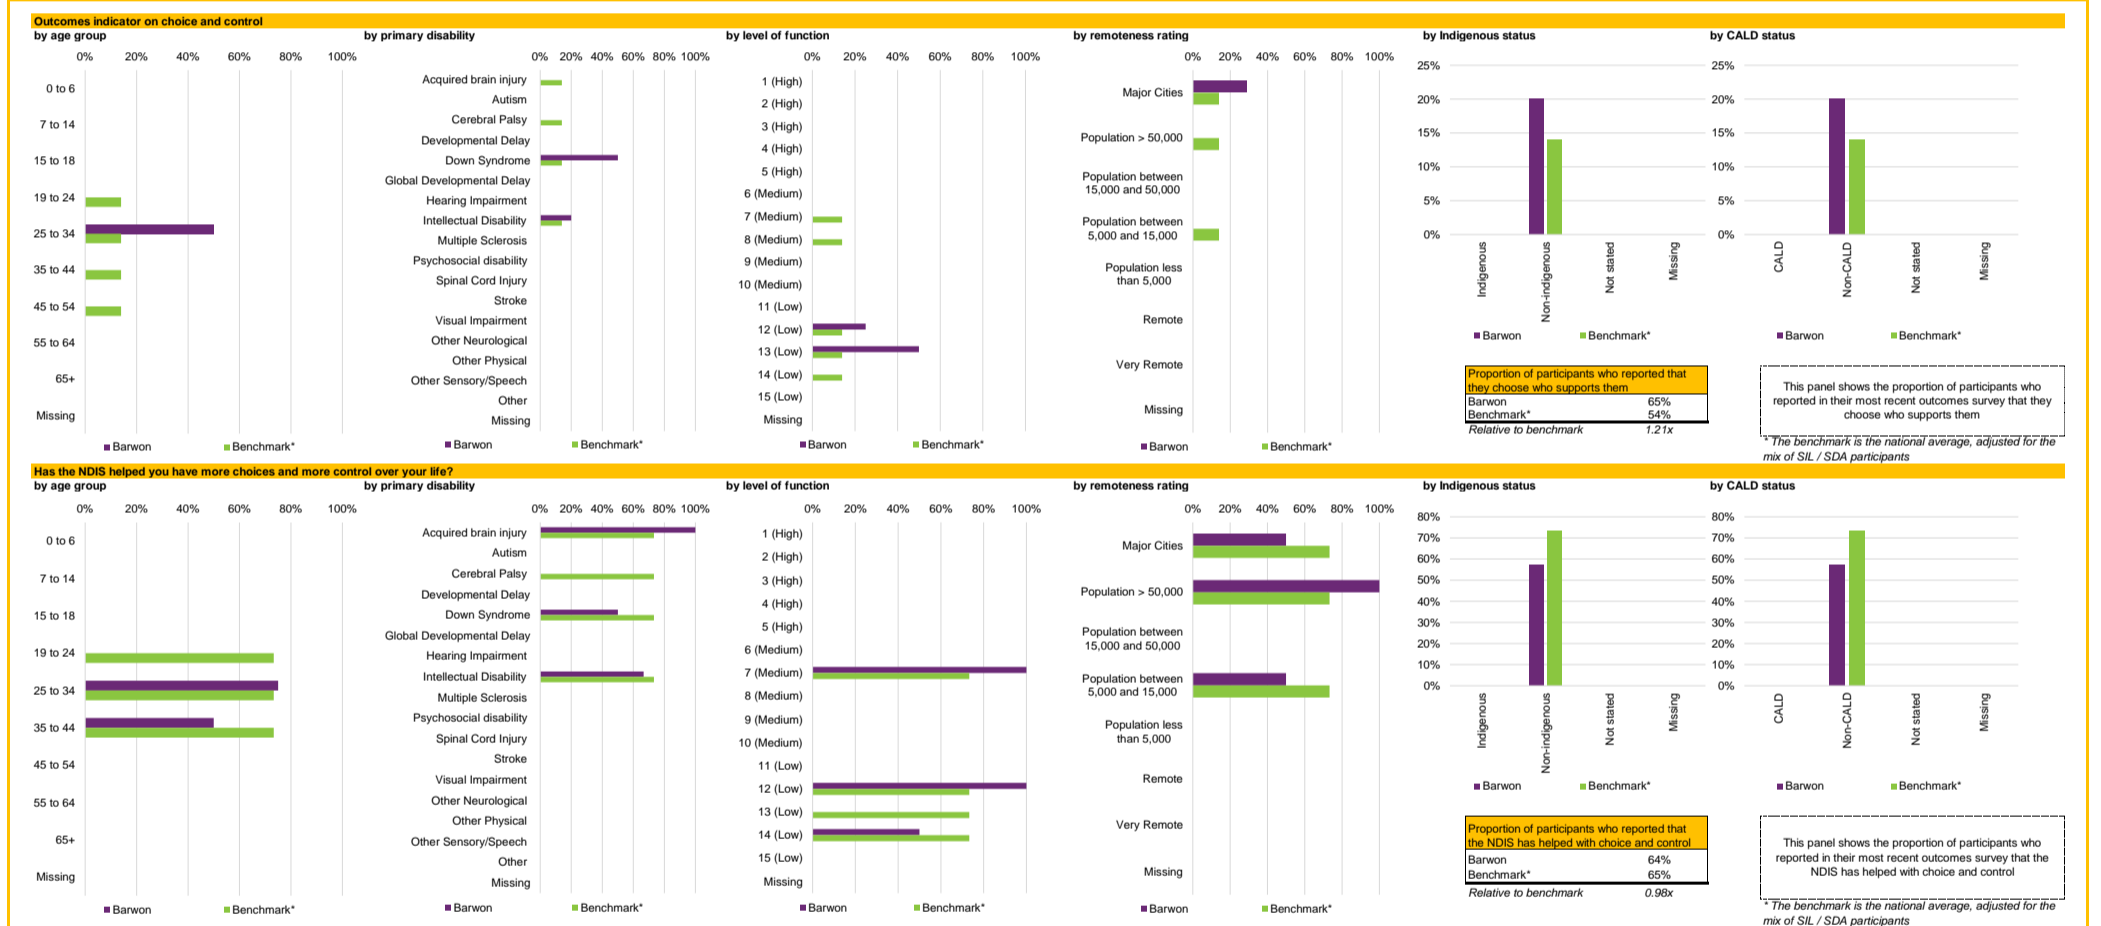 Outcomes indicator on choice and control
by age group
0% 20% 40% 60% 80% 100%
0 to 6
7 to 14
15 to 18
19 to 24
25 to 34
35 to 44
45 to 54
55 to 64
65+
Missing
Barwon Benchmark*
by primary disability
0% 20% 40% 60% 80% 100%
Acquired brain injury
Autism
Cerebral Palsy
Developmental Delay
Down Syndrome
Global Developmental Delay
Hearing Impairment
Intellectual Disability
Multiple Sclerosis
Psychosocial disability
Spinal Cord Injury
Stroke
Visual Impairment
Other Neurological
Other Physical
Other Sensory/Speech
Other
Missing
Barwon Benchmark*
by level of function
0% 20% 40% 60% 80% 100%
1 (High)
2 (High)
3 (High)
4 (High)
5 (High)
6 (Medium)
7 (Medium)
8 (Medium)
9 (Medium)
10 (Medium)
11 (Low)
12 (Low)
13 (Low)
14 (Low)
15 (Low)
Missing
Barwon Benchmark*
by remoteness rating
0% 20% 40% 60% 80% 100%
Major Cities
Population > 50,000
Population between
15,000 and 50,000
Population between
5,000 and 15,000
Population less
than 5,000
Remote
Very Remote
Missing
Barwon Benchmark*
by Indigenous status
25%
20%
15%
10%
5%
0%
Indigenous
Non-indigenous
Not stated
Missing
Barwon Benchmark*
by CALD status
25%
20%
15%
10%
5%
0%
CALD
Non-CALD
Not stated
Missing
Barwon Benchmark*
Proportion of participants who reported that
they choose who supports them
Barwon 65%
Benchmark* 54%
Relative to benchmark 1.21x
This panel shows the proportion of participants who
reported in their most recent outcomes survey that they
choose who supports them
* The benchmark is the national average, adjusted for the
mix of SIL / SDA participants
Has the NDIS helped you have more choices and more control over your life?
by age group
0% 20% 40% 60% 80% 100%
0 to 6
7 to 14
15 to 18
19 to 24
25 to 34
35 to 44
45 to 54
55 to 64
65+
Missing
Barwon Benchmark*
by primary disability
0% 20% 40% 60% 80% 100%
Acquired brain injury
Autism
Cerebral Palsy
Developmental Delay
Down Syndrome
Global Developmental Delay
Hearing Impairment
Intellectual Disability
Multiple Sclerosis
Psychosocial disability
Spinal Cord Injury
Stroke
Visual Impairment
Other Neurological
Other Physical
Other Sensory/Speech
Other
Missing
Barwon Benchmark*
by level of function
0% 20% 40% 60% 80% 100%
1 (High)
2 (High)
3 (High)
4 (High)
5 (High)
6 (Medium)
7 (Medium)
8 (Medium)
9 (Medium)
10 (Medium)
11 (Low)
12 (Low)
13 (Low)
14 (Low)
15 (Low)
Missing
Barwon Benchmark*
by remoteness rating
0% 20% 40% 60% 80% 100%
Major Cities
Population > 50,000
Population between
15,000 and 50,000
Population between
5,000 and 15,000
Population less
than 5,000
Remote
Very Remote
Missing
Barwon Benchmark*
by Indigenous status
80%
70%
60%
50%
40%
30%
20%
10%
0%
Indigenous
Non-indigenous
Not stated
Missing
Barwon Benchmark*
by CALD status
80%
70%
60%
50%
40%
30%
20%
10%
0%
CALD
Non-CALD
Not stated
Missing
Barwon Benchmark*
Proportion of participants who reported that
the NDIS has helped with choice and control
Barwon 64%
Benchmark* 65%
Relative to benchmark 0.98x
This panel shows the proportion of participants who
reported in their most recent outcomes survey that the
NDIS has helped with choice and control
* The benchmark is the national average, adjusted for the
mix of SIL / SDA participants